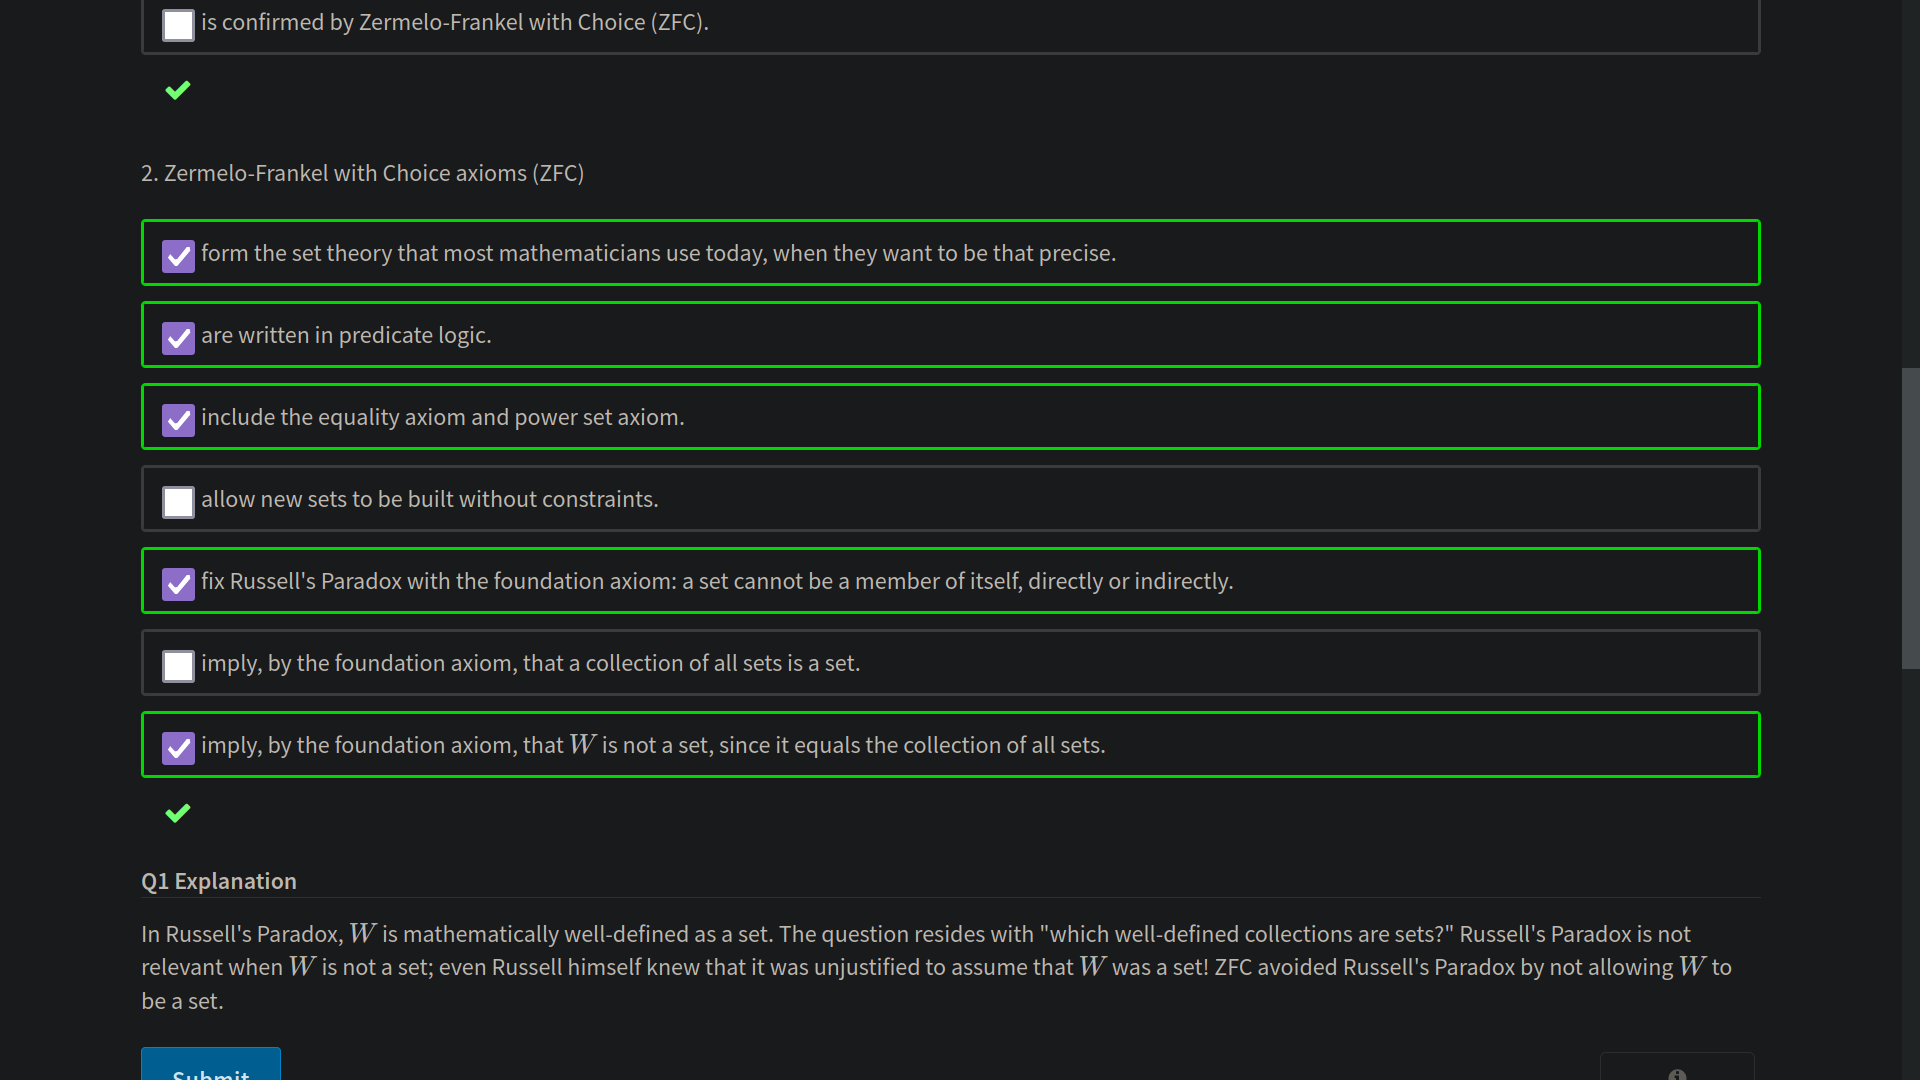 is confirmed by Zermelo-Frankel with Choice (ZFC).
2. Zermelo-Frankel with Choice axioms (ZFC)
form the set theory that most mathematicians use today, when they want to be that precise.
are written in predicate logic.
include the equality axiom and power set axiom.
allow new sets to be built without constraints.
fix Russell's Paradox with the foundation axiom: a set cannot be a member of itself, directly or indirectly.
imply, by the foundation axiom, that a collection of all sets is a set.
imply, by the foundation axiom, that W is not a set, since it equals the collection of all sets.
Q1 Explanation
In Russell's Paradox, W is mathematically well-defined as a set. The question resides with "which well-defined collections are sets?" Russell's Paradox is not
relevant when W is not a set; even Russell himself knew that it was unjustified to assume that W was a set! ZFC avoided Russell's Paradox by not allowing W to
be a set.
Submit